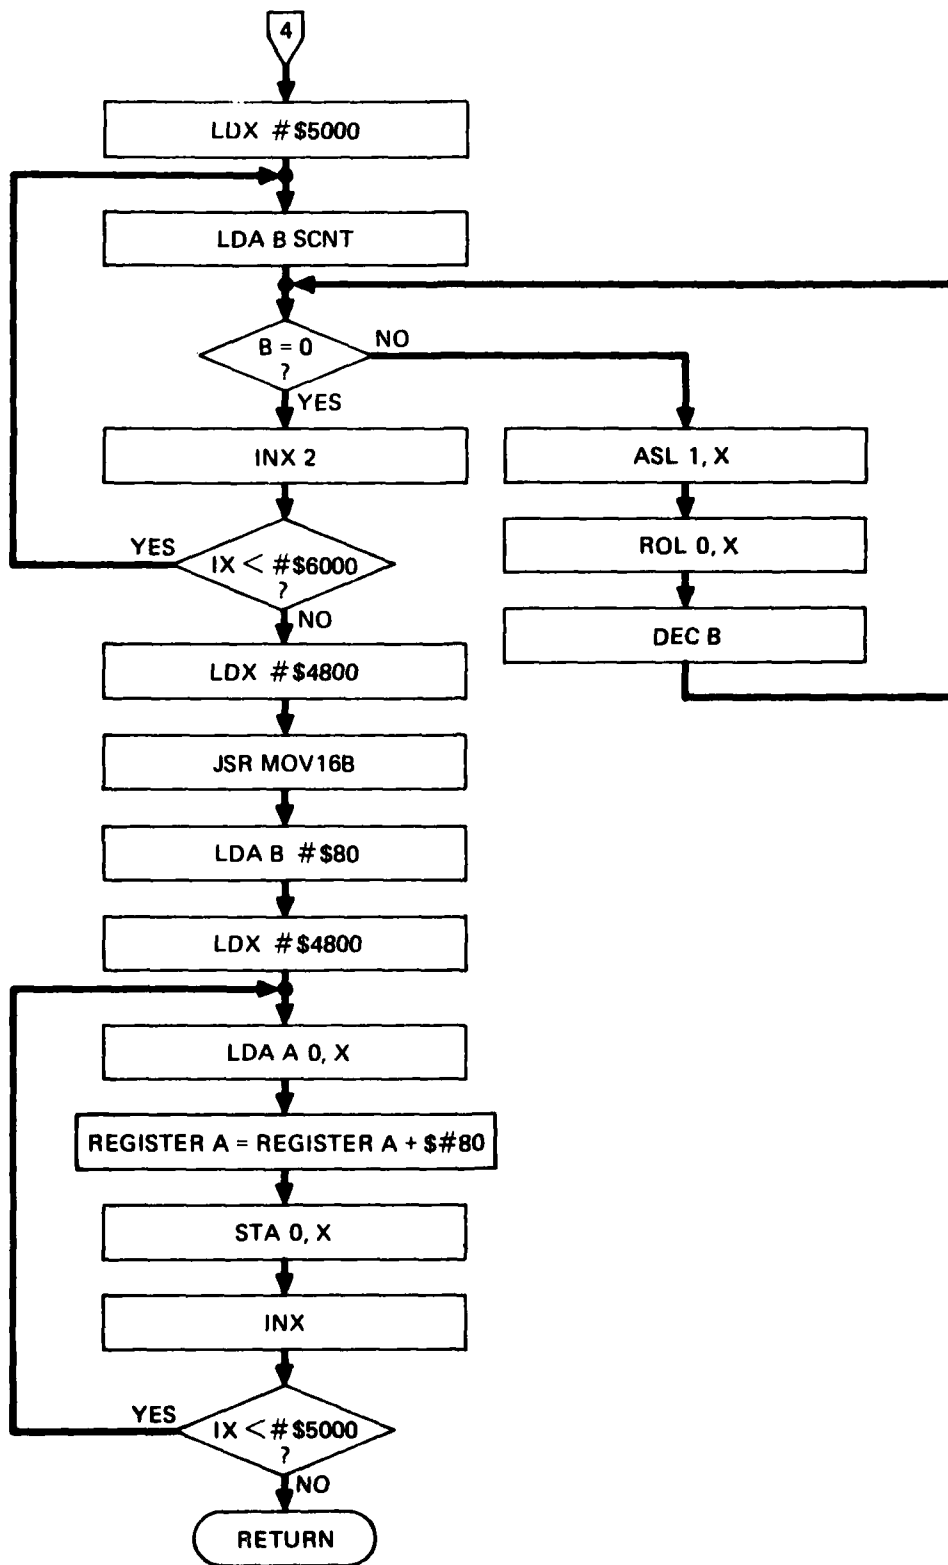 4
LDX #$5000
LDA B SCNT
B = 0
?
NO
YES
INX 2
ASL 1, X
ROL 0, X
DEC B
YES
IX < #$6000
?
NO
LDX #$4800
JSR MOV16B
LDA B #$80
LDX #$4800
LDA A 0, X
REGISTER A = REGISTER A + $#80
STA 0, X
INX
YES
IX < #$5000
?
NO
RETURN